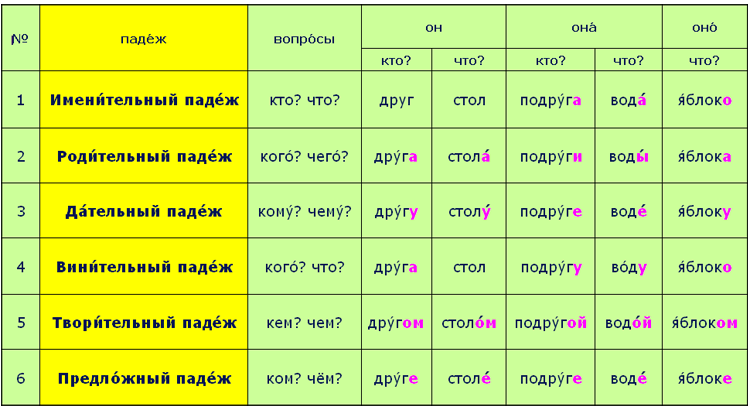 № паде́ж вопро́сы он она́ оно́
кто? что? кто? что? что?
1 Имени́тельный паде́ж кто? что? друг стол подру́га вода́ я́блоко
2 Роди́тельный паде́ж кого́? чего́? дру́га стола́ подру́ги воды́ я́блока
3 Да́тельный паде́ж кому́? чему́? дру́гу столу́ подру́ге воде́ я́блоку
4 Вини́тельный паде́ж кого́? что? дру́га стол подру́гу во́ду я́блоко
5 Твори́тельный паде́ж кем? чем? дру́гом столо́м подру́гой водо́й я́блоком
6 Предло́жный паде́ж ком? чём? дру́ге столе́ подру́ге воде́ я́блоке